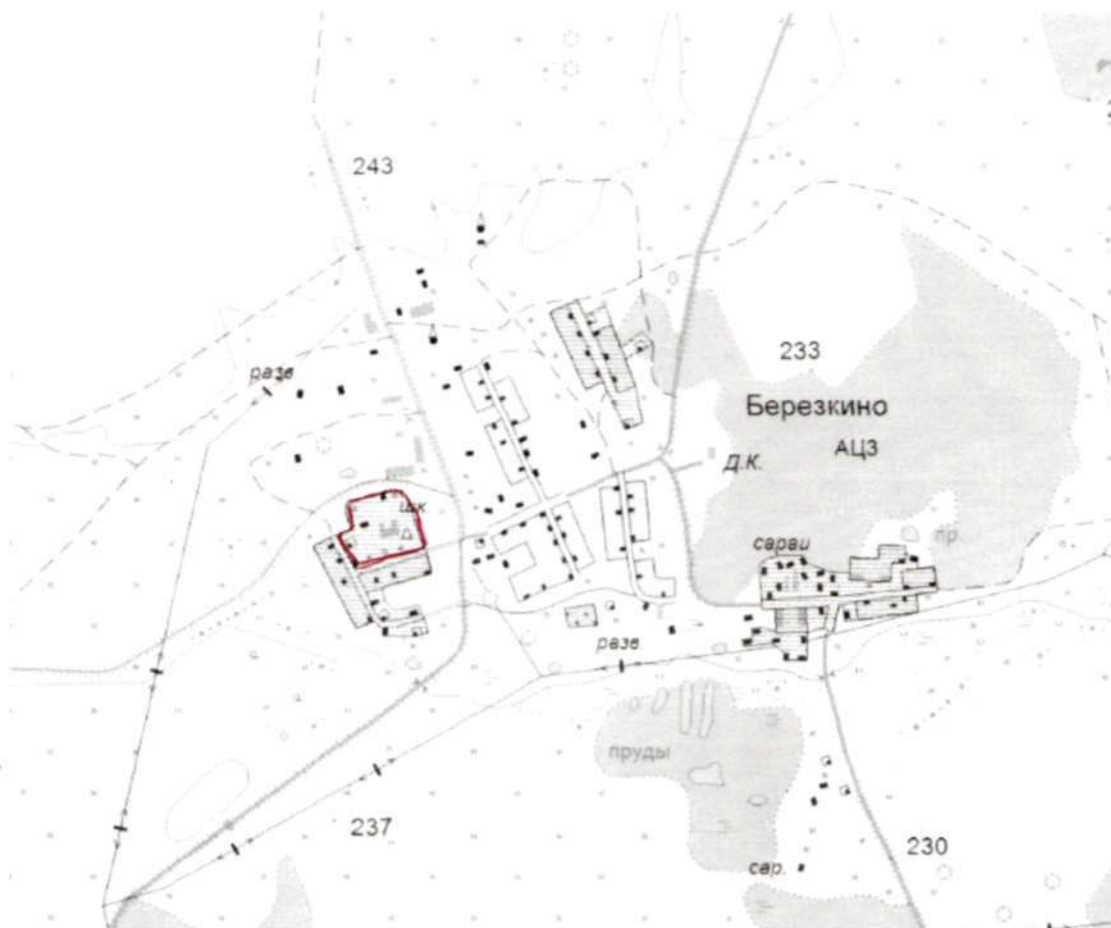 243
разв
233
Березкино
АЦЗ
Д.К.
шк
сараи
пр.
разв
пруды
237
230
сар.